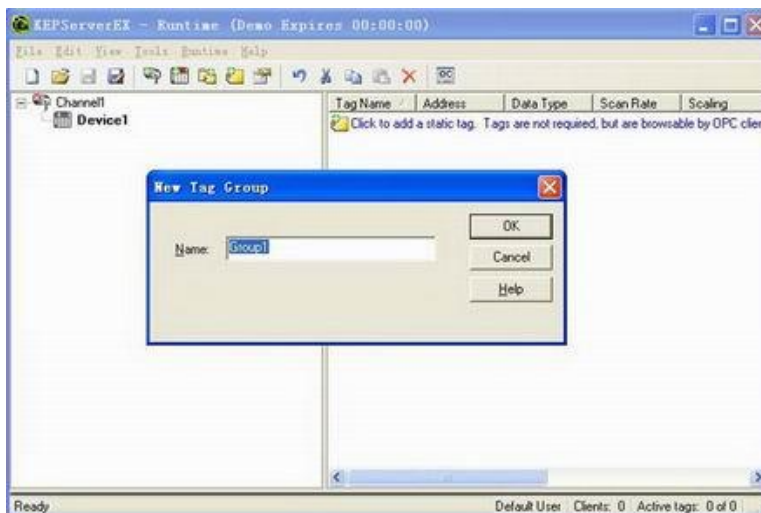 KEPServerEX - Runtime (Demo Expires 00:00:00)
File Edit View Tools Runtime Help
Channel1
Device1
Tag Name / Address Data Type Scan Rate Scaling
Click to add a static tag. Tags are not required, but are browsable by OPC clien
New Tag Group
Name: Group1
OK
Cancel
Help
Ready Default User Clients: 0 Active tags: 0 of 0